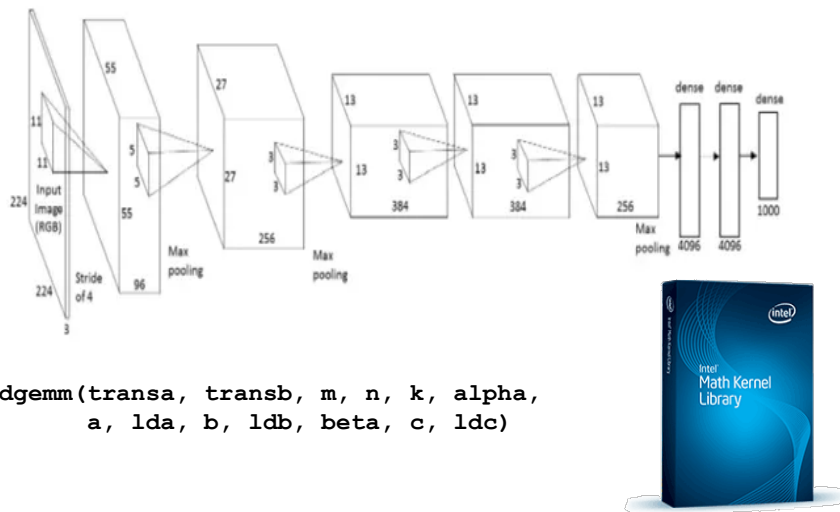 55
27
13
13
13
dense
dense
dense
11
11
5
5
3
3
3
3
3
3
224
Input
Image
(RGB)
55
27
13
13
13
384
384
256
1000
4096
4096
Max
pooling
256
Max
pooling
Max
pooling
224
Stride
of 4
96
3
dgemm(transa, transb, m, n, k, alpha,
a, lda, b, ldb, beta, c, ldc)
intel
Intel®
Math Kernel
Library